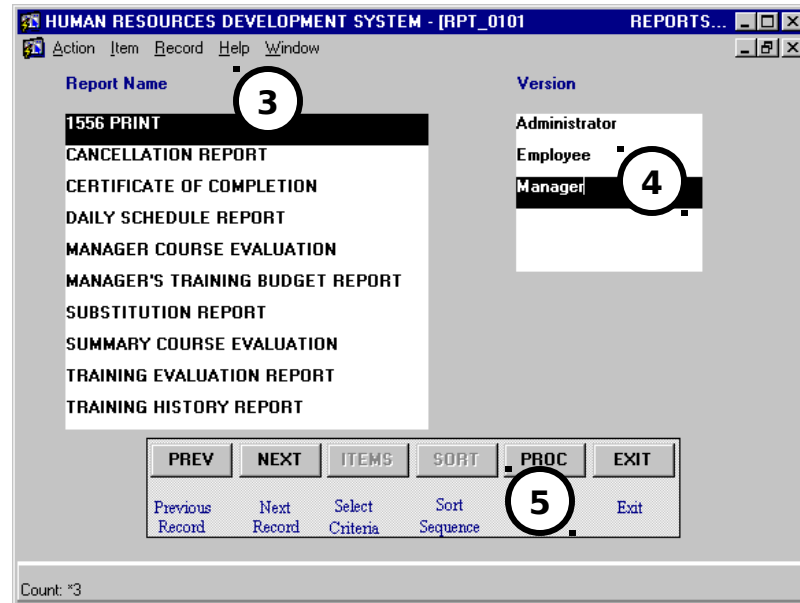 HUMAN RESOURCES DEVELOPMENT SYSTEM - [RPT_0101 REPORTS...
Action Item Record Help Window
Report Name Version
3
1556 PRINT Administrator
CANCELLATION REPORT Employee
CERTIFICATE OF COMPLETION Manager 4
DAILY SCHEDULE REPORT
MANAGER COURSE EVALUATION
MANAGER'S TRAINING BUDGET REPORT
SUBSTITUTION REPORT
SUMMARY COURSE EVALUATION
TRAINING EVALUATION REPORT
TRAINING HISTORY REPORT
PREV NEXT ITEMS SORT PROC EXIT
5
Previous Next Select Sort Exit
Record Record Criteria Sequence
Count: *3